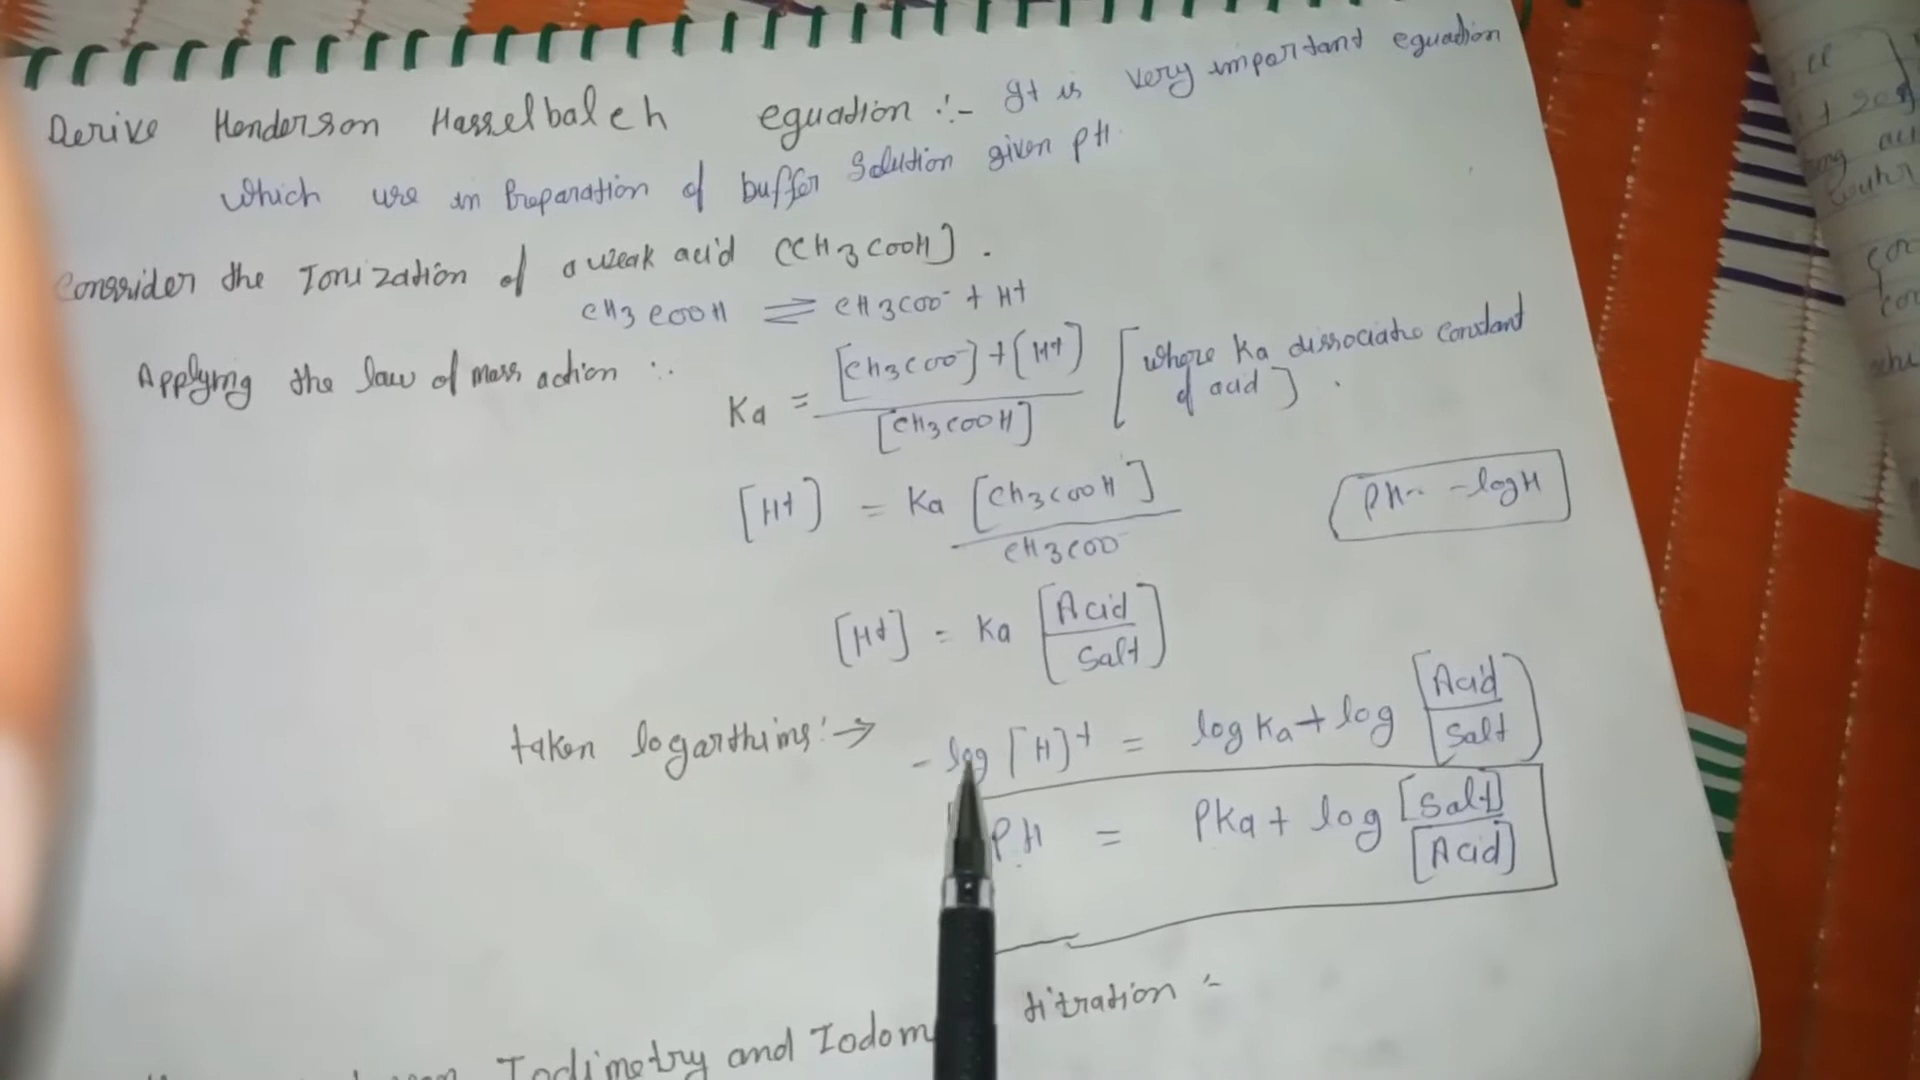 Derive Henderson Hasselbalch equation :- It is very important equation
which use in Preparation of buffer Solution given pH.
Consider the Ionization of a weak acid (CH3COOH].
CH3COOH ⇌ CH3COO- + H+
Applying the law of mass action :. Ka = [CH3COO-]+[H+] / [CH3COOH] [where Ka dissociatio constant of acid].
[H+] = Ka [CH3COOH] / CH3COO-
PH= -logH
[H+] = Ka [Acid / Salt]
taken logarthims:→ -log [H]+ = log Ka + log [Acid / Salt]
PH = PKa + log [Salt] / [Acid]
Iodimetry and Iodom titration :-